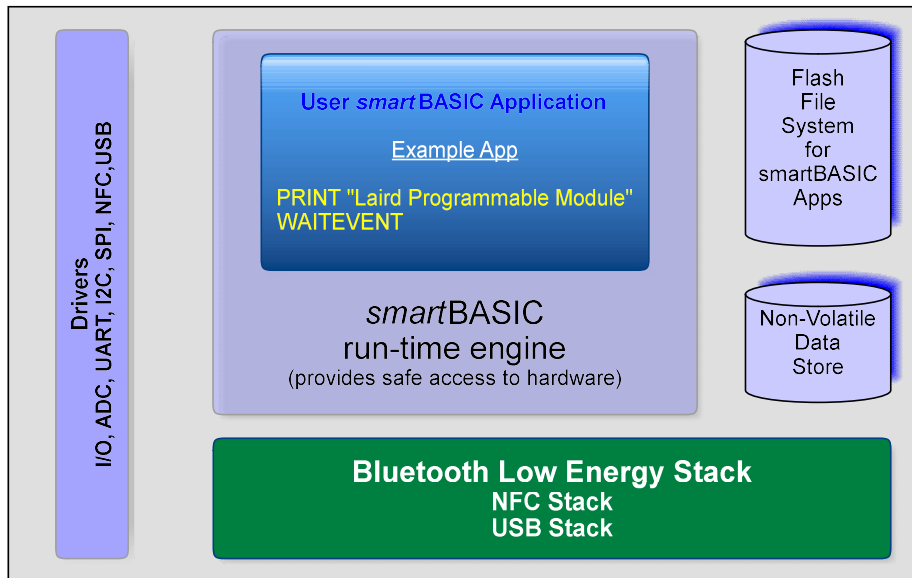 Drivers
I/O, ADC, UART, I2C, SPI, NFC,USB
User smartBASIC Application
Example App
PRINT "Laird Programmable Module"
WAITEVENT
smartBASIC
run-time engine
(provides safe access to hardware)
Flash
File
System
for
smartBASIC
Apps
Non-Volatile
Data
Store
Bluetooth Low Energy Stack
NFC Stack
USB Stack